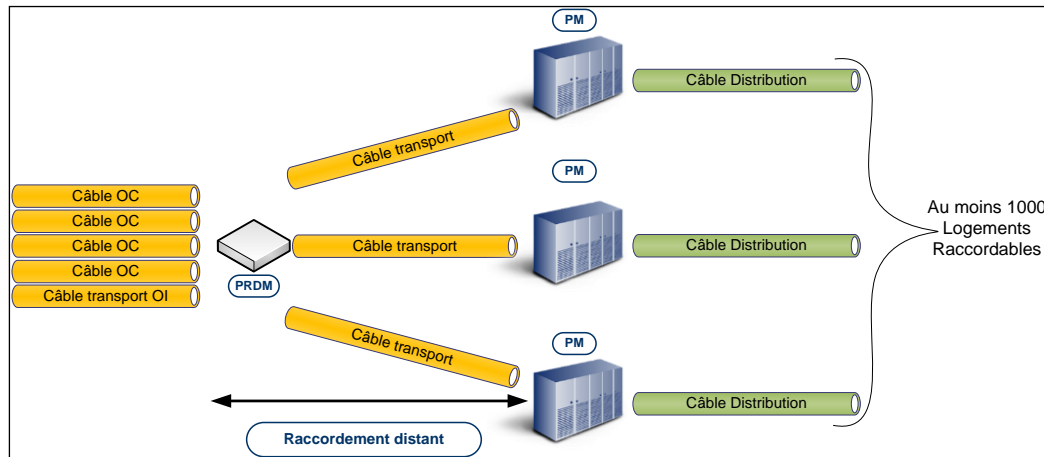 PM
Câble Distribution
Câble transport
Câble OC
Câble OC
Câble OC
Câble OC
Câble transport OI
PRDM
Câble transport
PM
Câble Distribution
Au moins 1000
Logements
Raccordables
Câble transport
PM
Câble Distribution
Raccordement distant